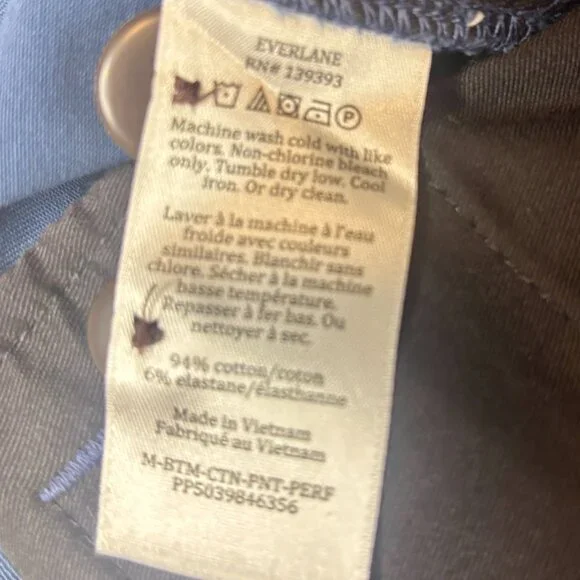 EVERLANE
RN# 139393
P
Machine wash cold with like
colors. Non-chlorine bleach
only. Tumble dry low. Cool
iron. Or dry clean.
Laver à la machine à l'eau
froide avec couleurs
similaires. Blanchir sans
chlore. Sécher à la machine
basse température.
Repasser à fer bas. Ou
nettoyer à sec.
94% cotton/coton
6% elastane/élasthanne
Made in Vietnam
Fabriqué au Vietnam
M-BTM-CTN-PNT-PERF
PP5039846356